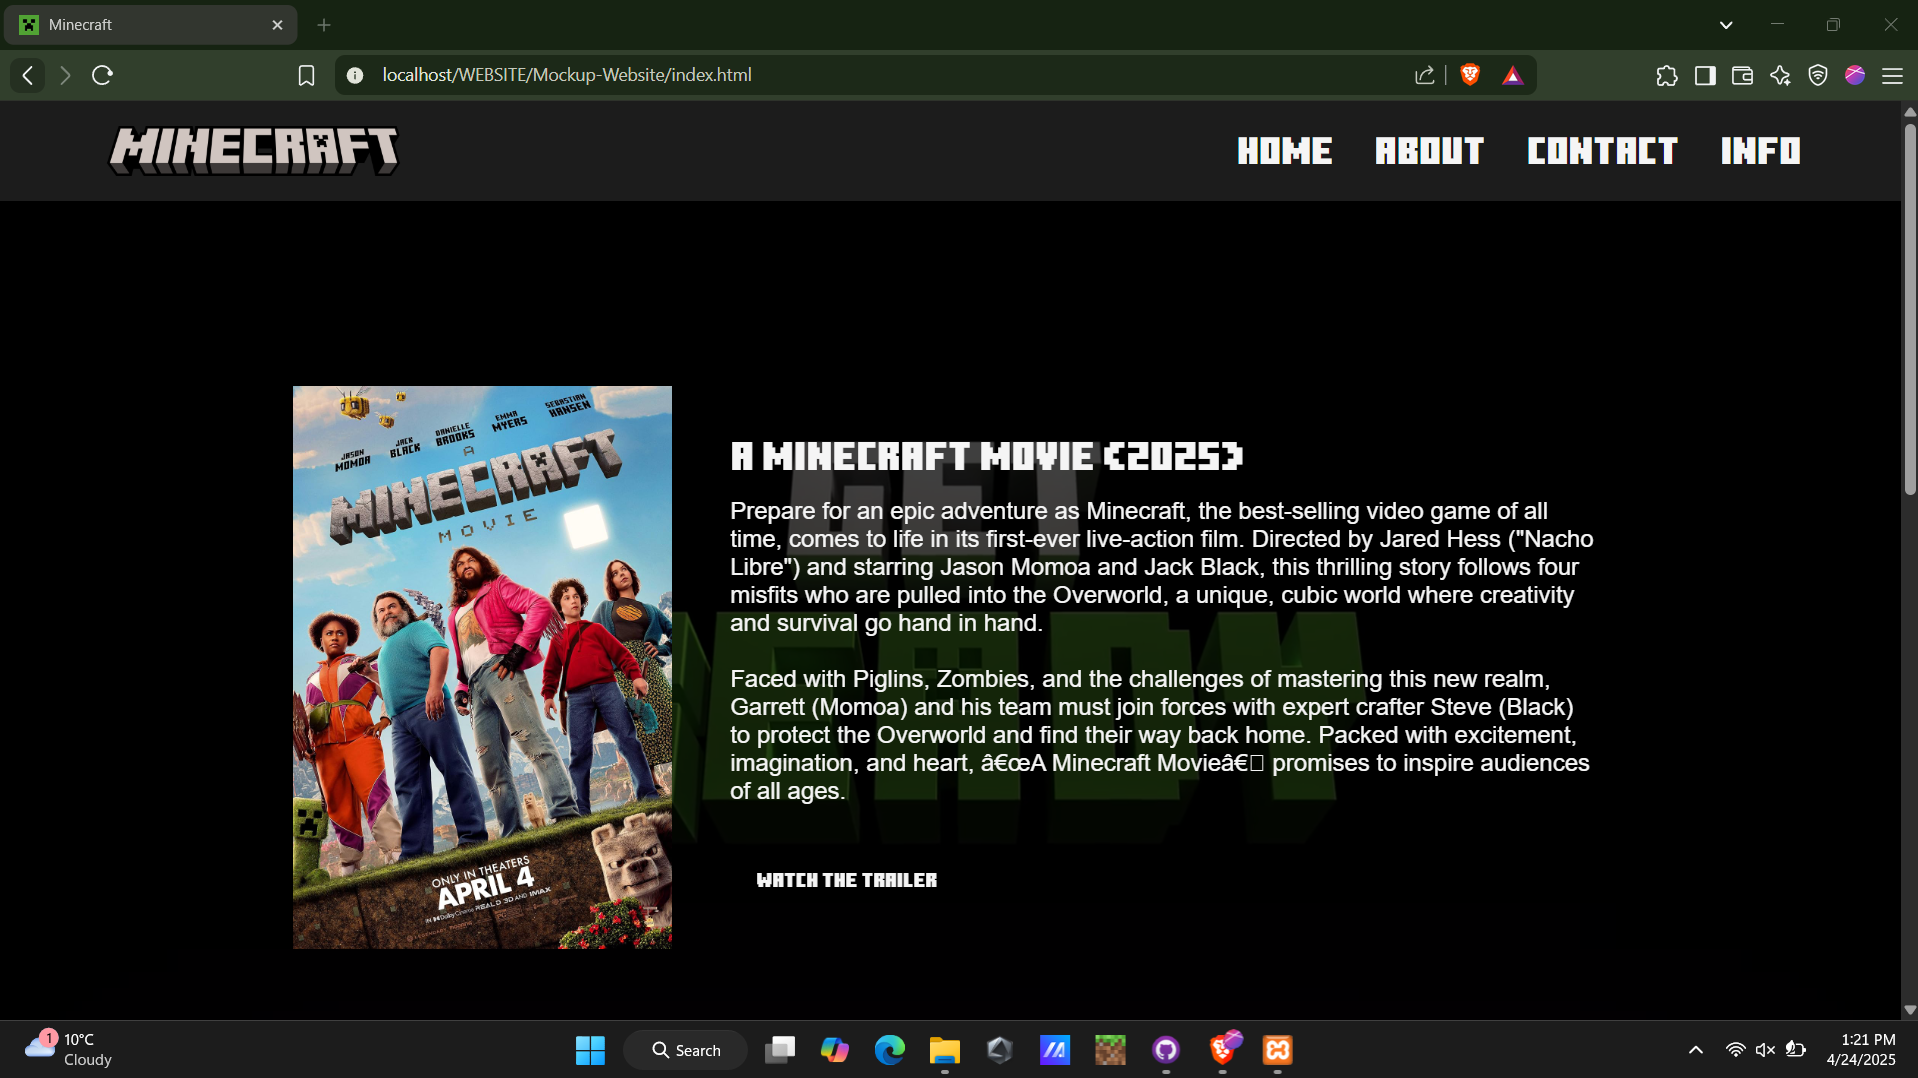 Minecraft
localhost/WEBSITE/Mockup-Website/index.html
MINECRAFT
HOME ABOUT CONTACT INFO
JASON MOMOA
JACK BLACK
DANIELLE BROOKS
EMMA MYERS
SEBASTIAN HANSEN
A
MINECRAFT
MOVIE
ONLY IN THEATERS
APRIL 4
GET
READY
A MINECRAFT MOVIE (2025)
Prepare for an epic adventure as Minecraft, the best-selling video game of all
time, comes to life in its first-ever live-action film. Directed by Jared Hess ("Nacho
Libre") and starring Jason Momoa and Jack Black, this thrilling story follows four
misfits who are pulled into the Overworld, a unique, cubic world where creativity
and survival go hand in hand.
Faced with Piglins, Zombies, and the challenges of mastering this new realm,
Garrett (Momoa) and his team must join forces with expert crafter Steve (Black)
to protect the Overworld and find their way back home. Packed with excitement,
imagination, and heart, â€œA Minecraft Movieâ€□ promises to inspire audiences
of all ages.
WATCH THE TRAILER
1
10°C
Cloudy
Search
1:21 PM
4/24/2025